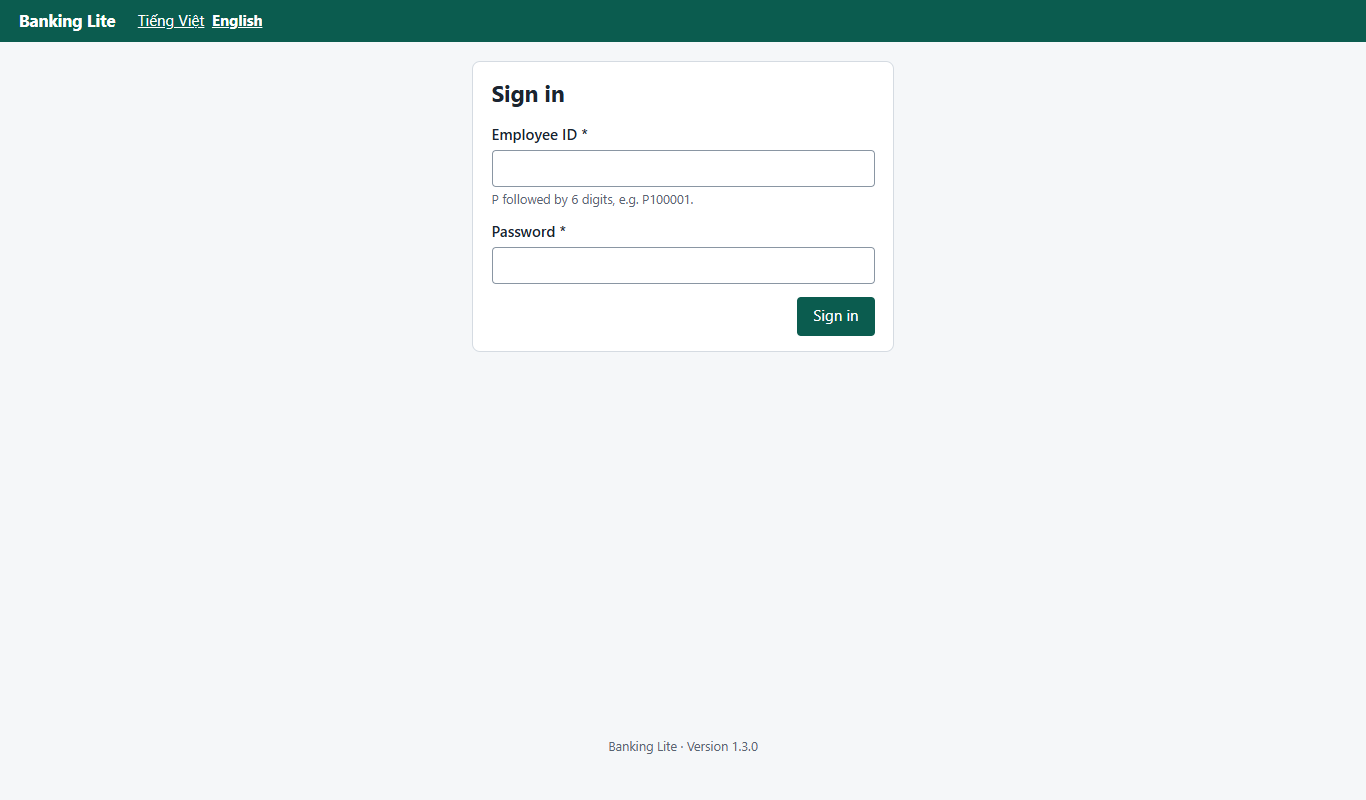 Banking Lite Tiếng Việt English
Sign in
Employee ID *
P followed by 6 digits, e.g. P100001.
Password *
Sign in
Banking Lite · Version 1.3.0